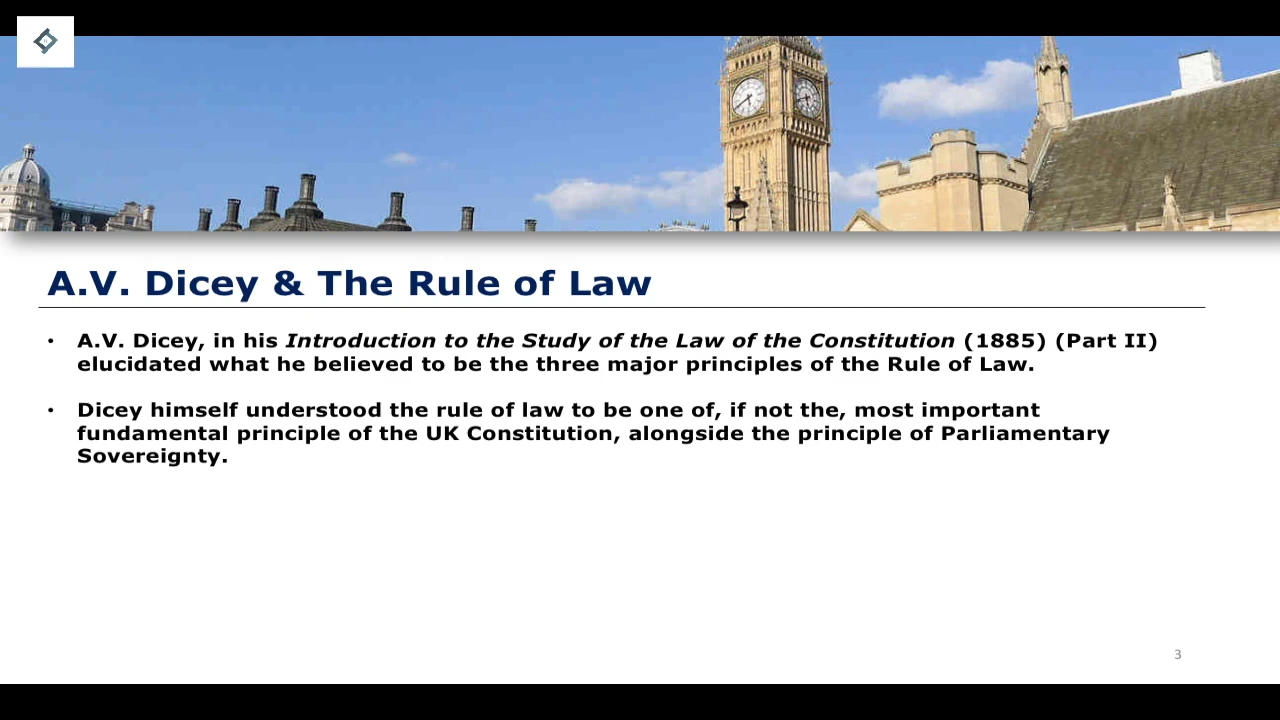 A.V. Dicey & The Rule of Law
• A.V. Dicey, in his Introduction to the Study of the Law of the Constitution (1885) (Part II)
elucidated what he believed to be the three major principles of the Rule of Law.
• Dicey himself understood the rule of law to be one of, if not the, most important
fundamental principle of the UK Constitution, alongside the principle of Parliamentary
Sovereignty.
3